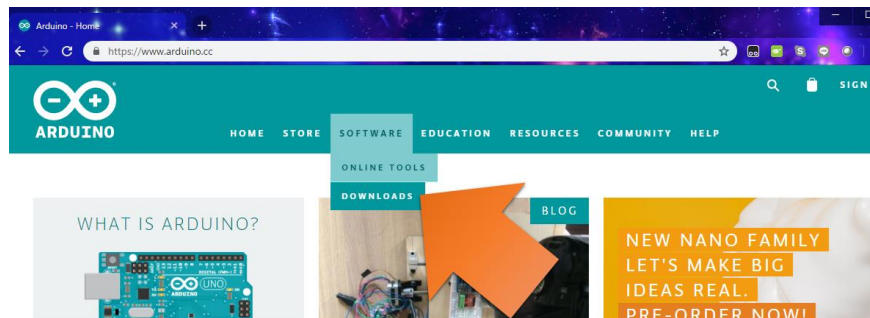 Arduino - Home
https://www.arduino.cc
SIGN
ARDUINO
HOME STORE SOFTWARE EDUCATION RESOURCES COMMUNITY HELP
ONLINE TOOLS
DOWNLOADS
WHAT IS ARDUINO?
UNO
ARDUINO
BLOG
NEW NANO FAMILY
LET'S MAKE BIG
IDEAS REAL.
PRE-ORDER NOW!